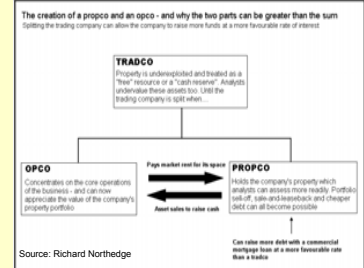 The creation of a propco and an opco - and why the two parts can be greater than the sum
Splitting the trading company can allow the company to raise more funds at a more favourable rate of interest
TRADCO
Property is underexploited and treated as a
"free" resource or a "cash reserve". Analysts
undervalue these assets too. Until the
trading company is split when...
OPCO
Concentrates on the core operations
of the business - and can now
appreciate the value of the company's
property portfolio
Pays market rent for its space
Asset sales to raise cash
PROPCO
Holds the company's property which
analysts can assess more readily. Portfolio
sell-off, sale-and-leaseback and cheaper
debt can all become possible
Can raise more debt with a commercial
mortgage loan at a more favourable rate
than a tradco
Source: Richard Northedge